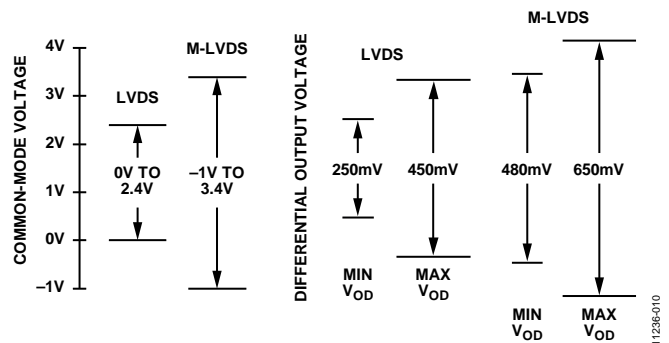 COMMON-MODE VOLTAGE
4V
3V
2V
1V
0V
–1V
LVDS
0V TO
2.4V
M-LVDS
–1V TO
3.4V
DIFFERENTIAL OUTPUT VOLTAGE
LVDS
250mV
450mV
MIN
VOD
MAX
VOD
M-LVDS
480mV
650mV
MIN
VOD
MAX
VOD
11236-010